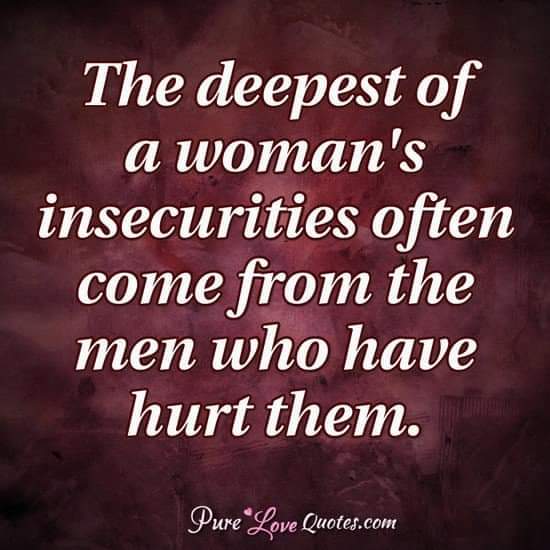 The deepest of
a woman's
insecurities often
come from the
men who have
hurt them.
Pure Love Quotes.com